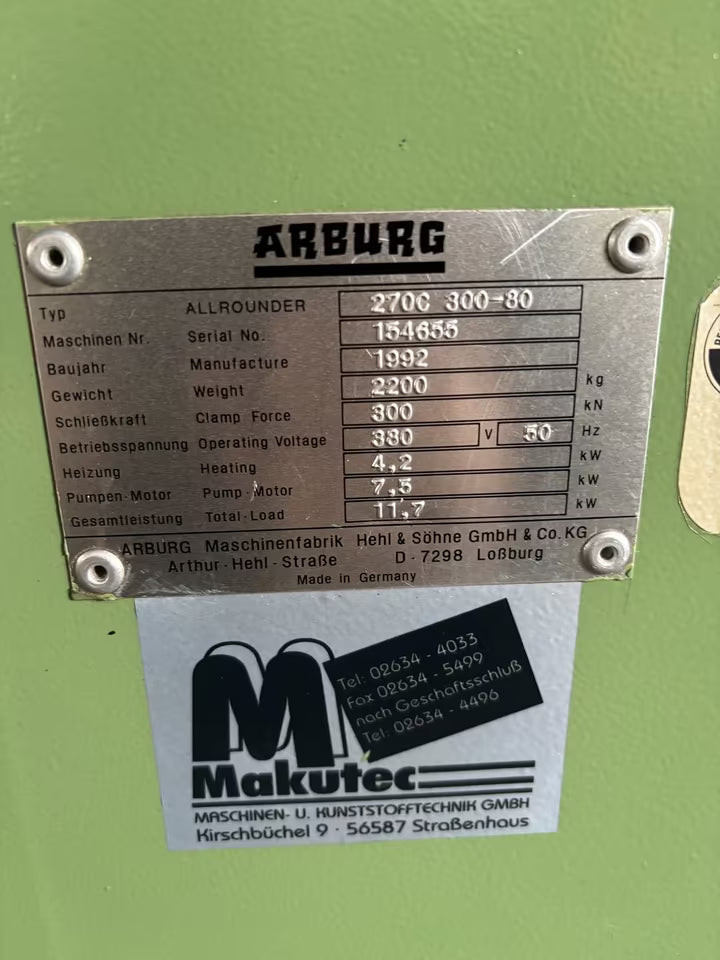 ARBURG
Typ ALLROUNDER 270C 300-80
Maschinen Nr. Serial No. 154655
Baujahr Manufacture 1992
Gewicht Weight 2200 kg
Schließkraft Clamp Force 300 kN
Betriebsspannung Operating Voltage 380 V 50 Hz
Heizung Heating 4,2 kW
Pumpen-Motor Pump-Motor 7,5 kW
Gesamtleistung Total-Load 11,7 kW
ARBURG Maschinenfabrik Hehl & Söhne GmbH & Co.KG
Arthur-Hehl-Straße D-7298 Loßburg
Made in Germany
Tel: 02634 - 4033
Fax 02634 - 5499
nach Geschäftsschluß
Tel: 02634 - 4496
M
Makutec
MASCHINEN- U. KUNSTSTOFFTECHNIK GMBH
Kirschbüchel 9 · 56587 Straßenhaus